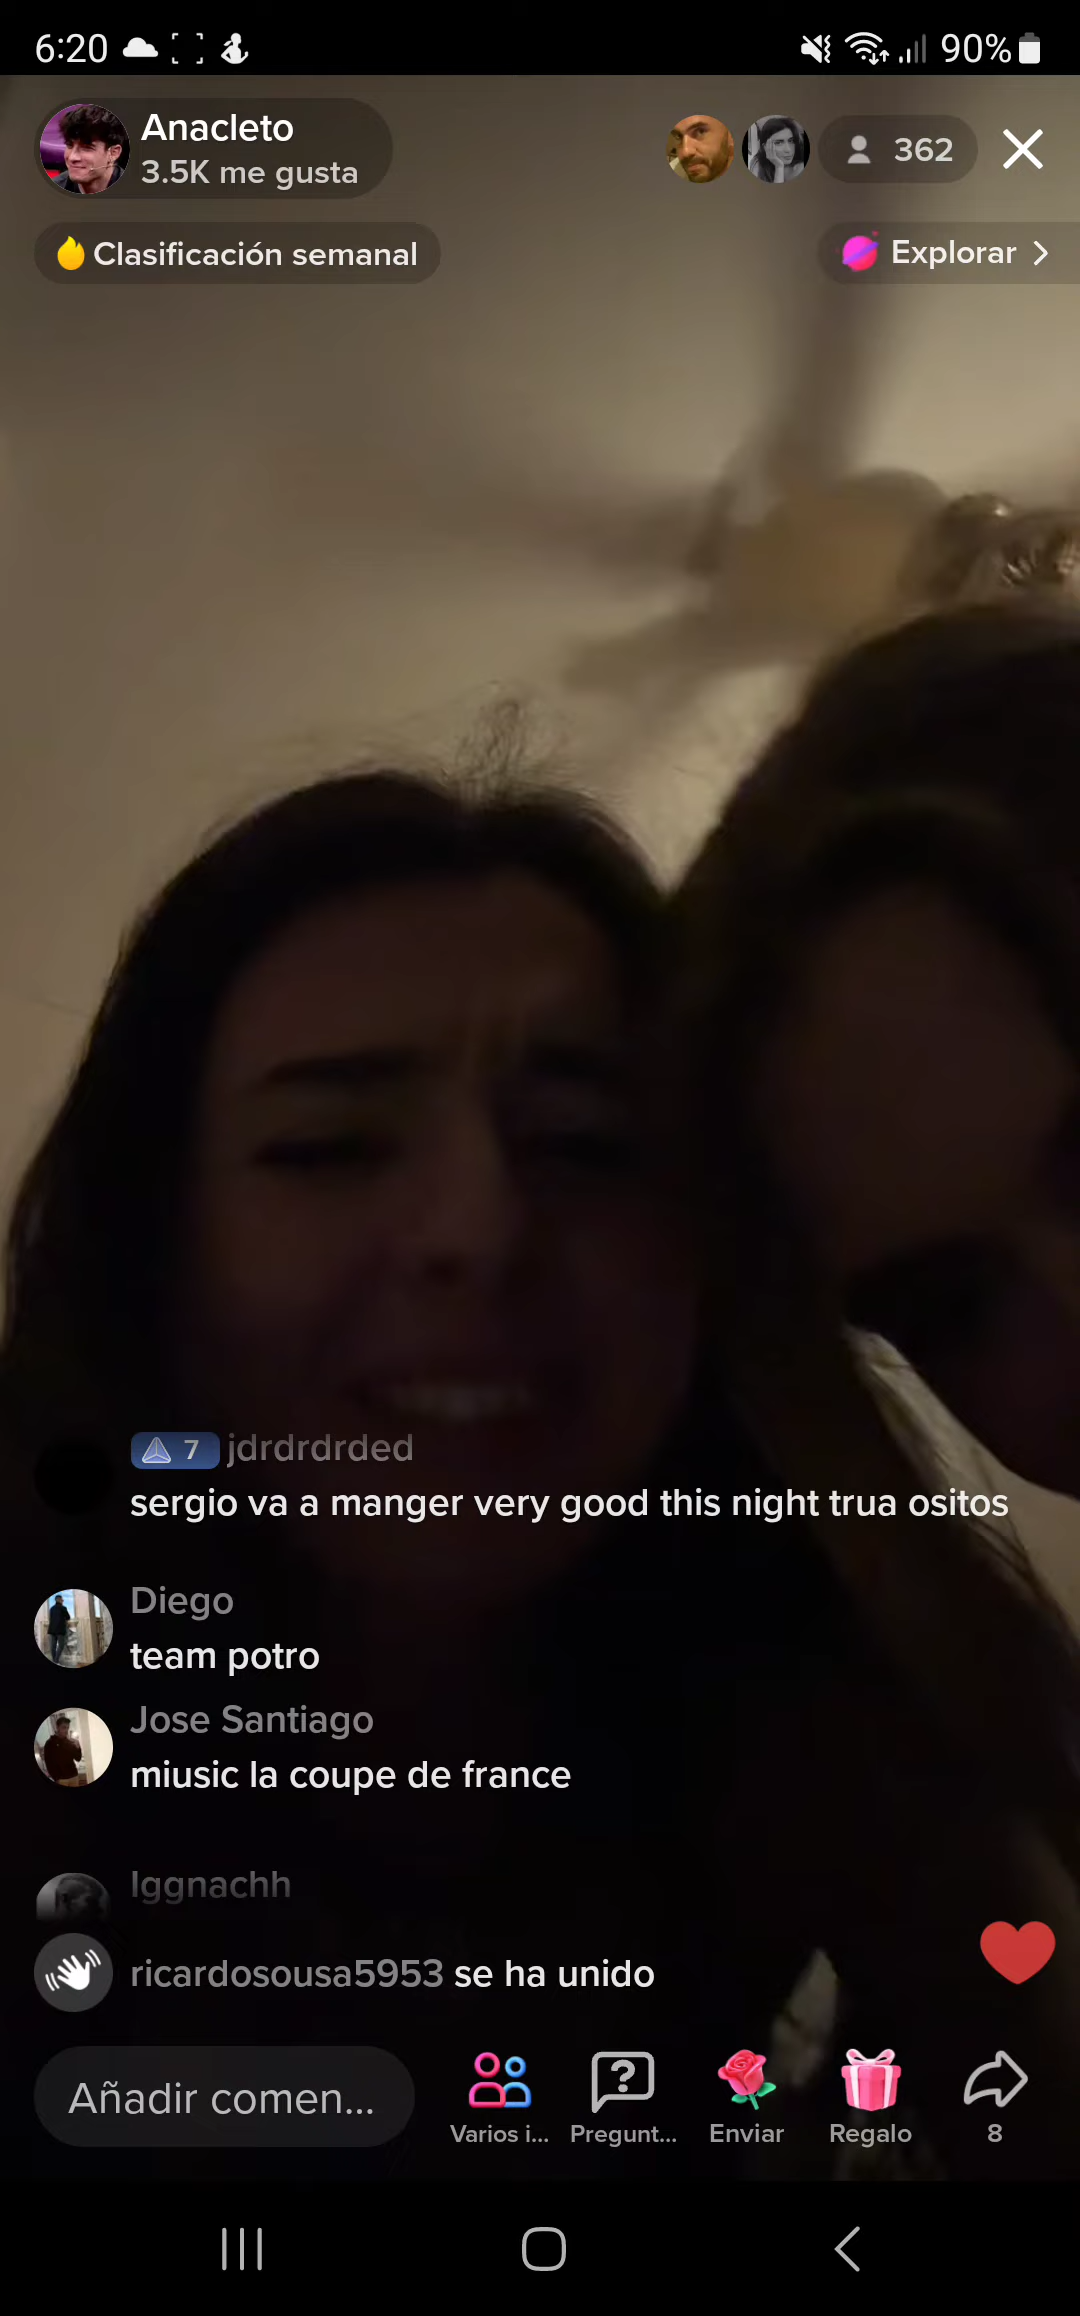 6:20 90%
Anacleto
3.5K me gusta
362
Clasificación semanal
Explorar
7 jdrdrdrded
sergio va a manger very good this night trua ositos
Diego
team potro
Jose Santiago
miusic la coupe de france
Iggnachh
ricardosousa5953 se ha unido
Añadir comen...
Varios i... Pregunt... Enviar Regalo 8